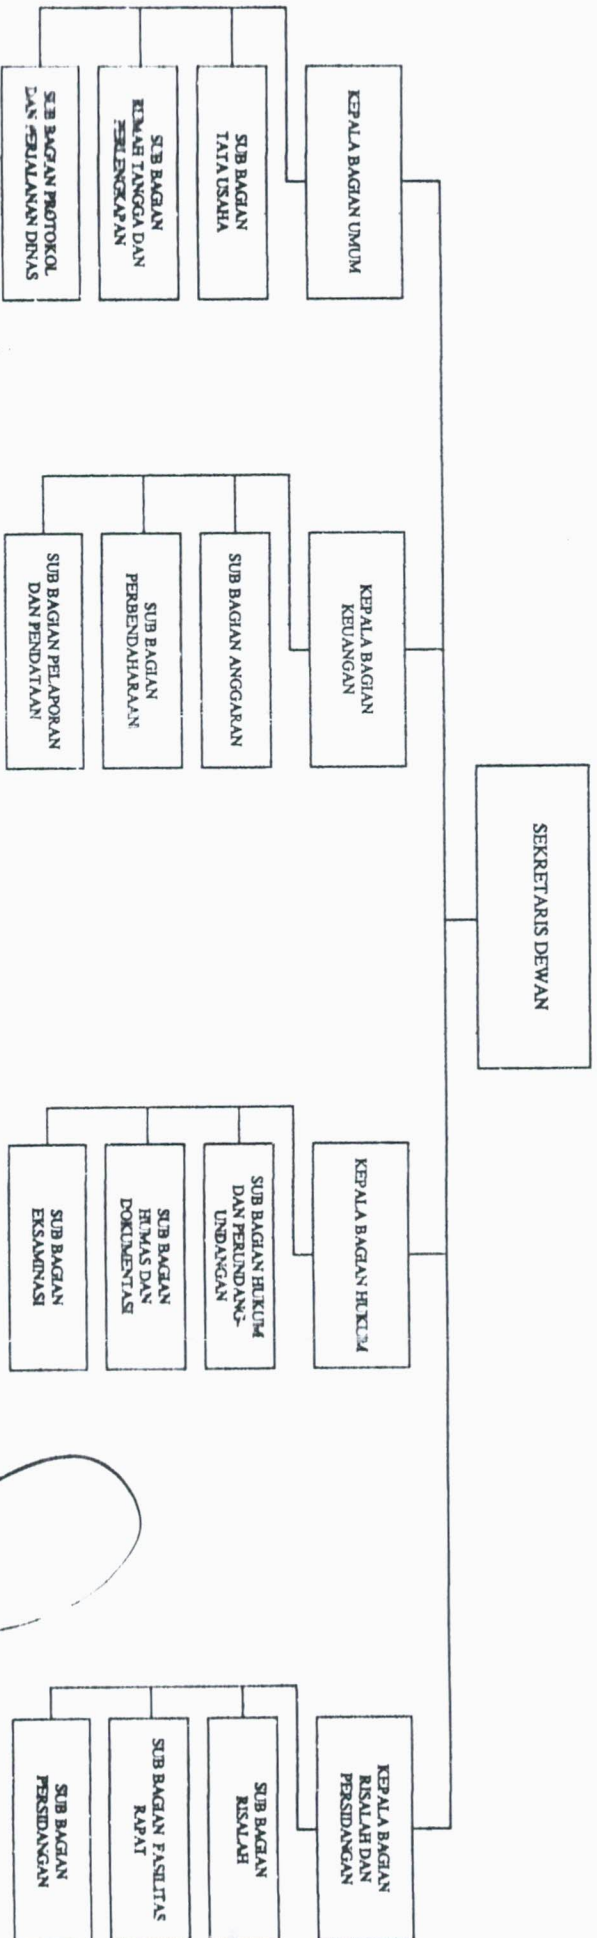 SEKRETARIS DEWAN
KEPALA BAGIAN UMUM
SUB BAGIAN
TATA USAHA
SUB BAGIAN
RUMAH TANGGA DAN
PERLENGKAPAN
SUB BAGIAN PROTOKOL
DAN PERJALANAN DINAS
KEPALA BAGIAN
KEUANGAN
SUB BAGIAN ANGGARAN
SUB BAGIAN
PERBENDAHARAAN
SUB BAGIAN PELAPORAN
DAN PENDATAAN
KEPALA BAGIAN HUKUM
SUB BAGIAN HUKUM
DAN PERUNDANG-
UNDANGAN
SUB BAGIAN
HUMAS DAN
DOKUMENTASI
SUB BAGIAN
EKSAMINASI
KEPALA BAGIAN
RISALAH DAN
PERSIDANGAN
SUB BAGIAN
RISALAH
SUB BAGIAN FASILITAS
RAPAT
SUB BAGIAN
PERSIDANGAN